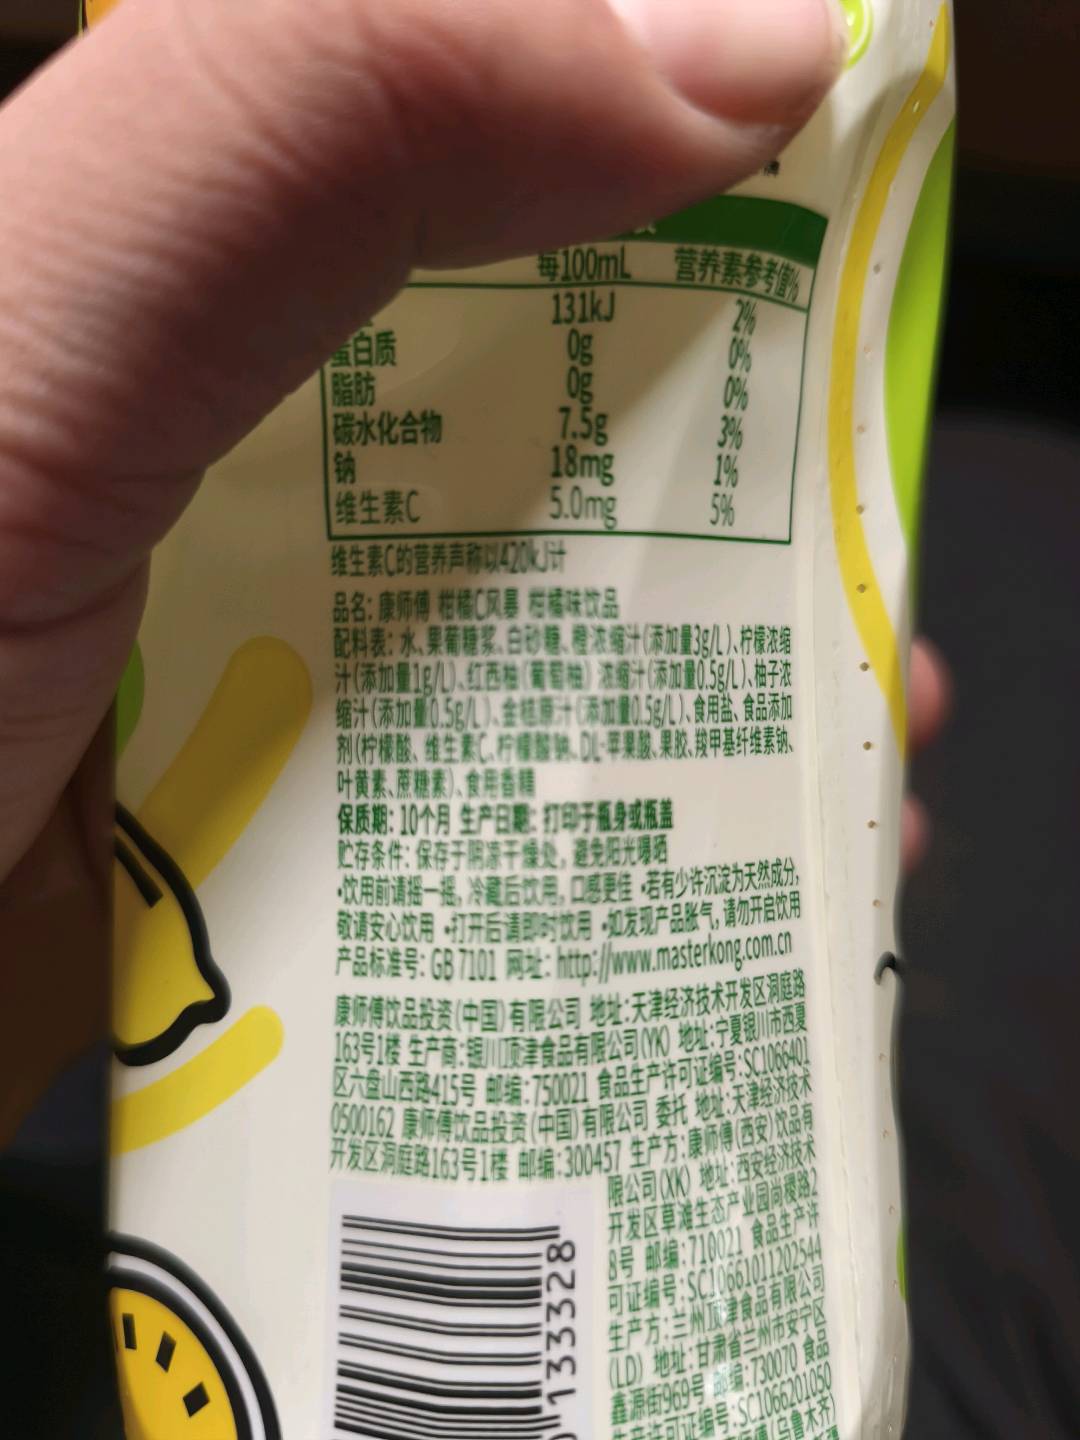 每100mL 营养素参考值%
131kJ 2%
蛋白质 0g 0%
脂肪 0g 0%
碳水化合物 7.5g 3%
钠 18mg 1%
维生素C 5.0mg 5%
维生素C的营养声称以420kJ计
品名: 康师傅 柑橘C风暴 柑橘味饮品
配料表: 水、果葡糖浆、白砂糖、橙浓缩汁(添加量3g/L)、柠檬浓缩
汁(添加量1g/L)、红西柚(葡萄柚) 浓缩汁(添加量0.5g/L)、柚子浓
缩汁(添加量0.5g/L)、金桔原汁(添加量0.5g/L)、食用盐、食品添加
剂(柠檬酸、维生素C、柠檬酸钠、DL-苹果酸、果胶、羧甲基纤维素钠、
叶黄素、蔗糖素)、食用香精
保质期: 10个月 生产日期: 打印于瓶身或瓶盖
贮存条件: 保存于阴凉干燥处, 避免阳光曝晒
•饮用前请摇一摇, 冷藏后饮用, 口感更佳 •若有少许沉淀为天然成分,
敬请安心饮用 •打开后请即时饮用 •如发现产品胀气, 请勿开启饮用
产品标准号: GB 7101 网址: http://www.masterkong.com.cn
康师傅饮品投资(中国)有限公司 地址:天津经济技术开发区洞庭路
163号1楼 生产商:银川顶津食品有限公司(YK) 地址:宁夏银川市西夏
区六盘山西路415号 邮编:750021 食品生产许可证编号:SC1066401
0500162 康师傅饮品投资(中国)有限公司 委托 地址:天津经济技术
开发区洞庭路163号1楼 邮编:300457 生产方:康师傅(西安)饮品有
限公司(XK) 地址:西安经济技术
开发区草滩生态产业园尚稷路2
8号 邮编:710021 食品生产许
可证编号:SC10661011202544
生产方:兰州顶津食品有限公司
(LD) 地址:甘肃省兰州市安宁区
鑫源街969号 邮编:730070 食品
生产许可证编号:SC1066201050
师傅(乌鲁木齐)
133328